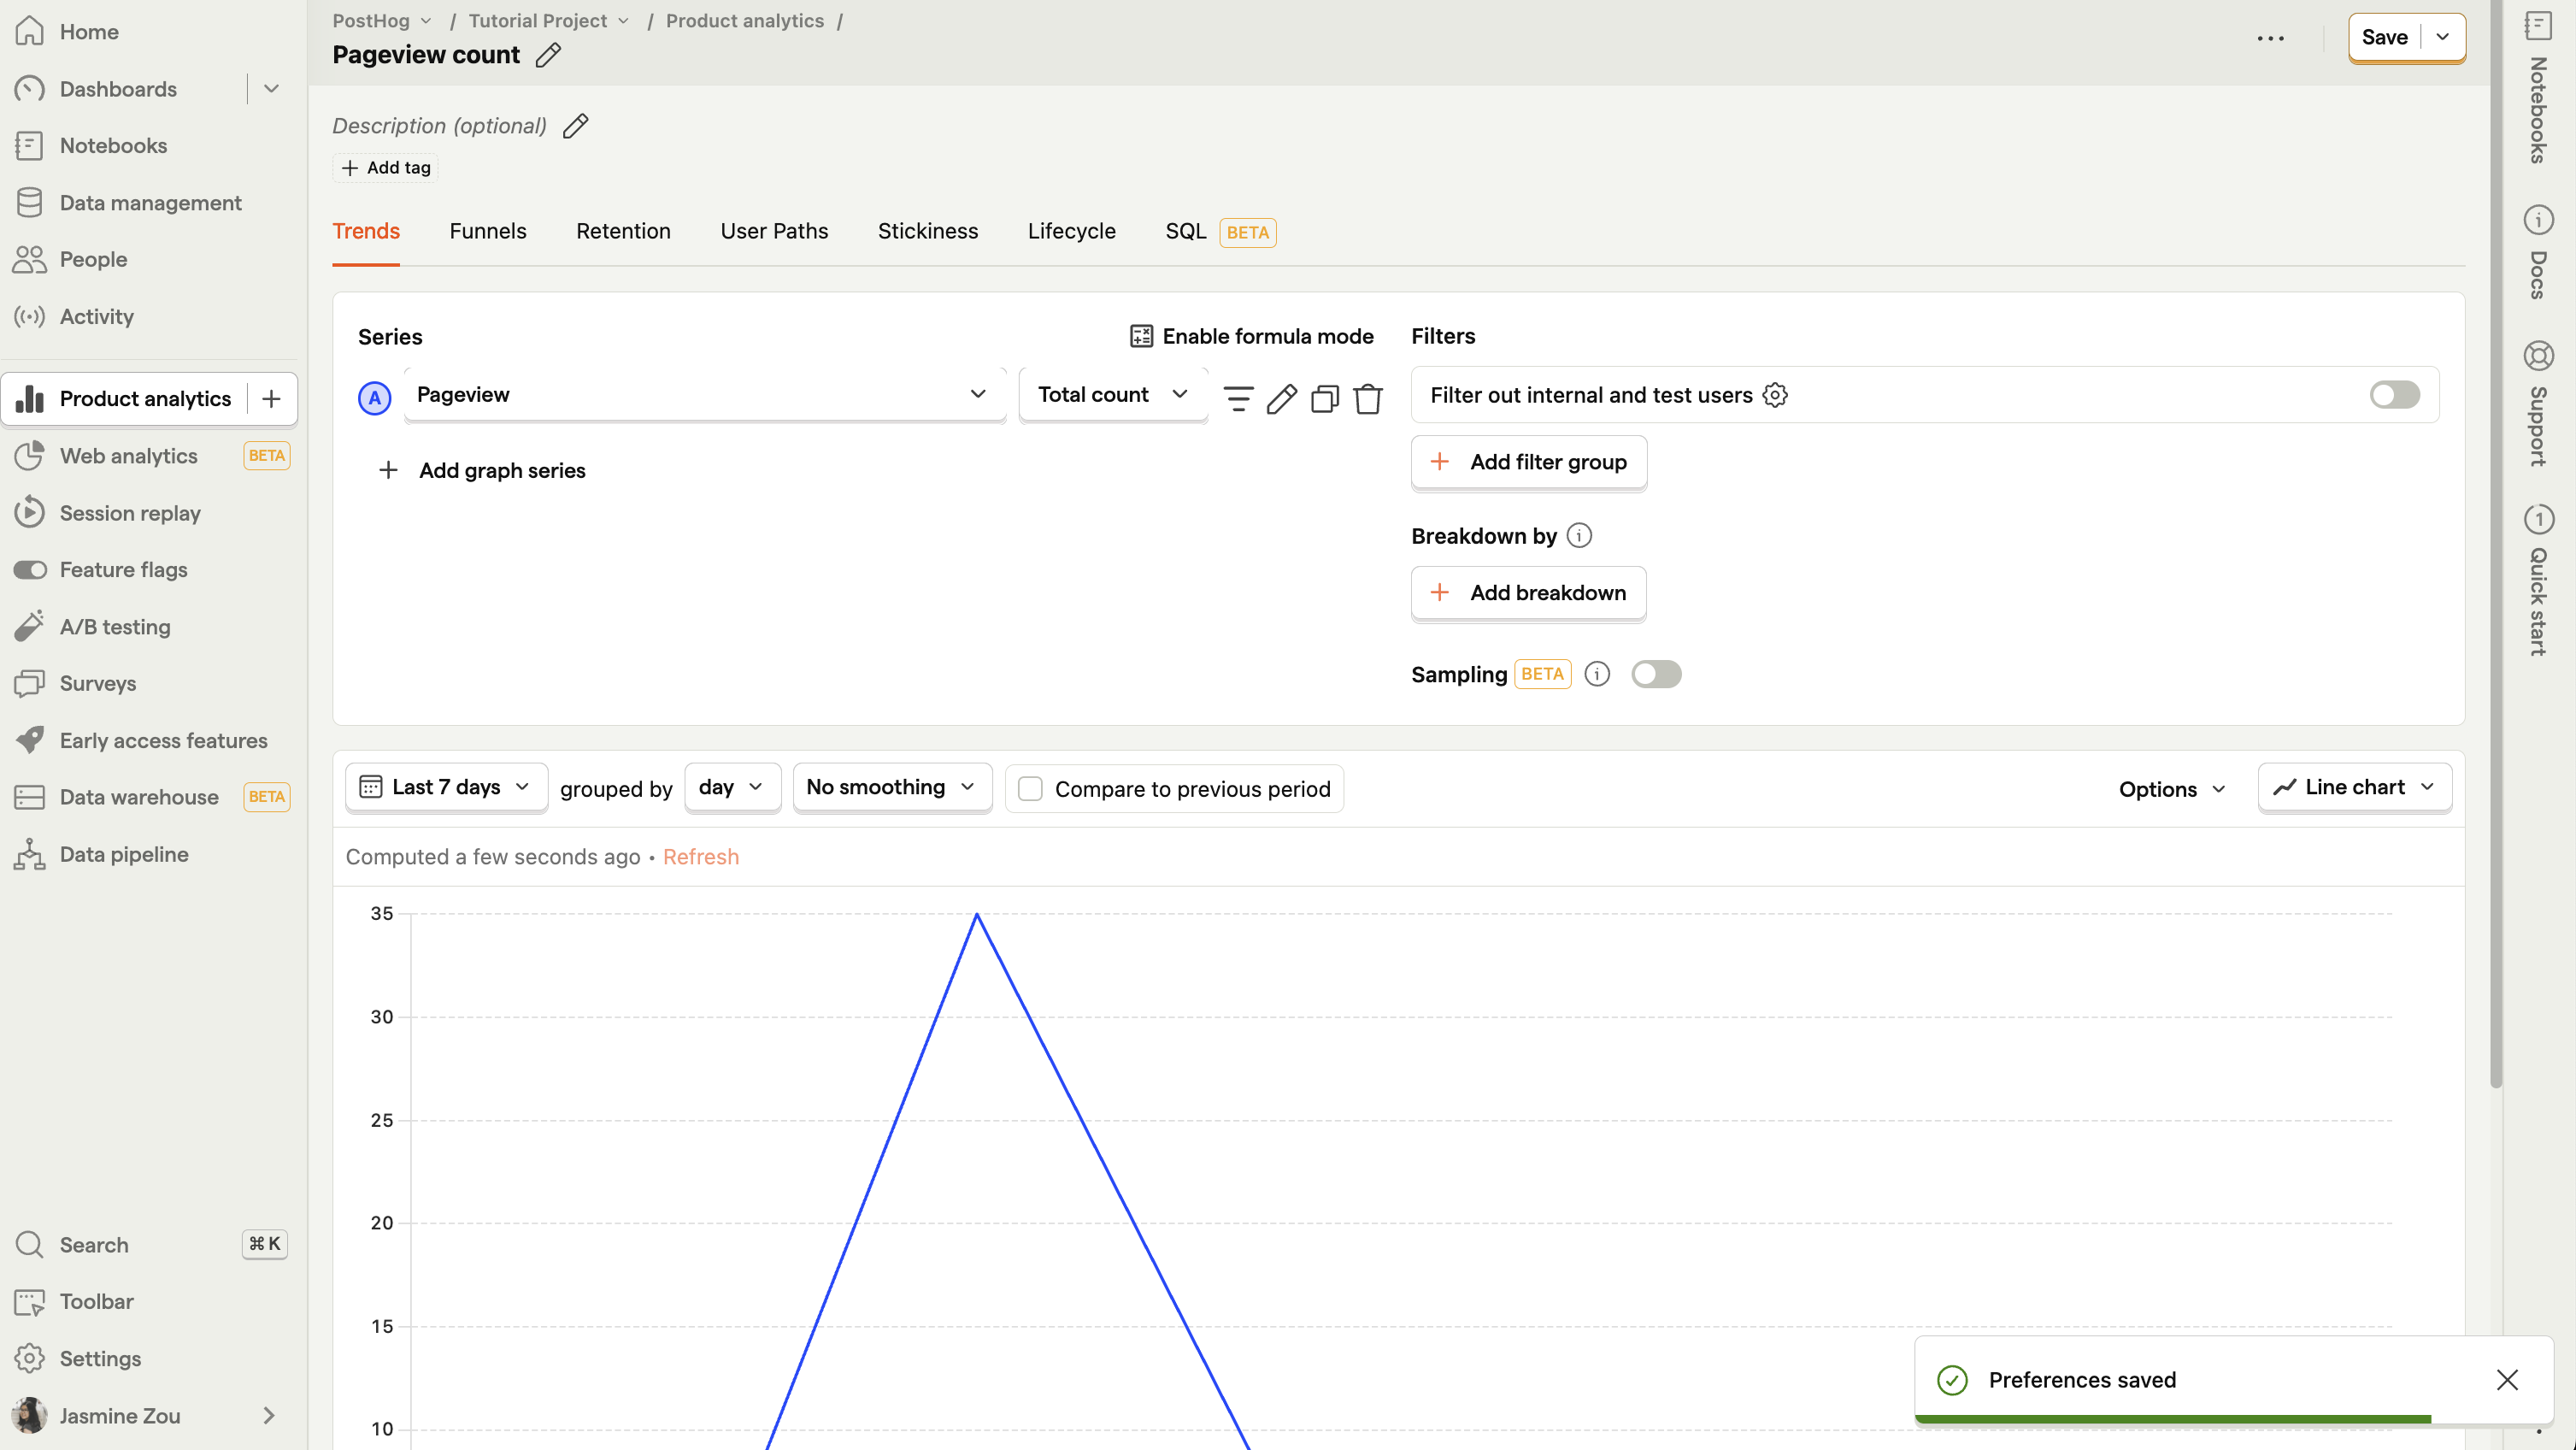 Home
Dashboards
Notebooks
Data management
People
Activity
Product analytics
Web analytics BETA
Session replay
Feature flags
A/B testing
Surveys
Early access features
Data warehouse BETA
Data pipeline
Search ⌘ K
Toolbar
Settings
Jasmine Zou
PostHog / Tutorial Project / Product analytics /
Pageview count
Save
Description (optional)
Add tag
Trends Funnels Retention User Paths Stickiness Lifecycle SQL BETA
Series Enable formula mode
A Pageview Total count
Add graph series
Filters
Filter out internal and test users
Add filter group
Breakdown by
Add breakdown
Sampling BETA
Last 7 days grouped by day No smoothing Compare to previous period Options Line chart
Computed a few seconds ago • Refresh
35
30
25
20
15
10
Preferences saved
Notebooks
Docs
Support
1
Quick start